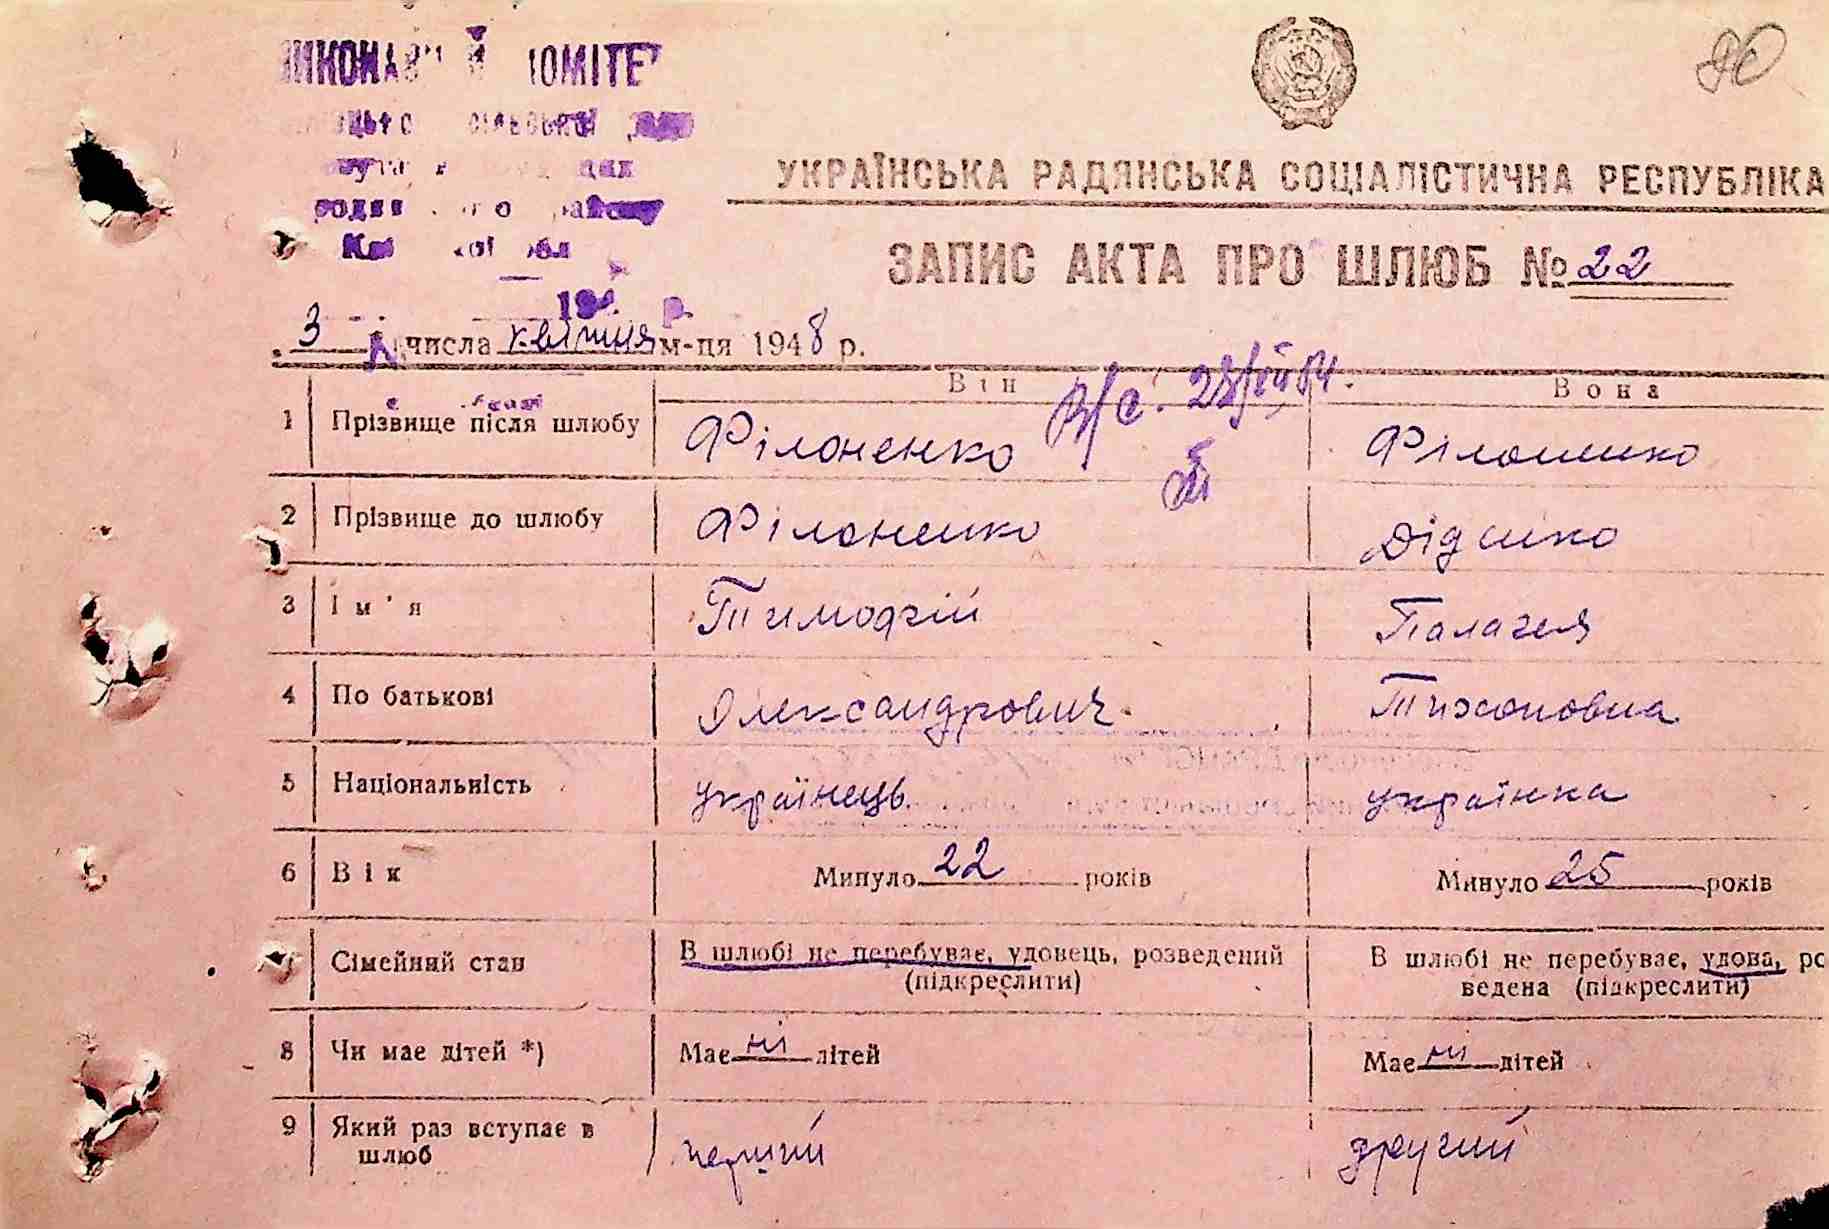 90
УКРАЇНСЬКА РАДЯНСЬКА СОЦІАЛІСТИЧНА РЕСПУБЛІКА
ЗАПИС АКТА ПРО ШЛЮБ № 22
3 числа квітня м-ця 1948 р.
Він Вона
1 Прізвище після шлюбу Філоненко Філоненко
2 Прізвище до шлюбу Філоненко Діденко
3 Ім'я Тимофій Палагея
4 По батькові Олександрович Тихоновна
5 Національність українець українка
6 Вік Минуло 22 років Минуло 25 років
Сімейний стан В шлюбі не перебуває, удовець, розведений В шлюбі не перебуває, удова, ро
(підкреслити) ведена (підкреслити)
8 Чи має дітей *) Має ні дітей Має ні дітей
9 Який раз вступає в перший другий
шлюб